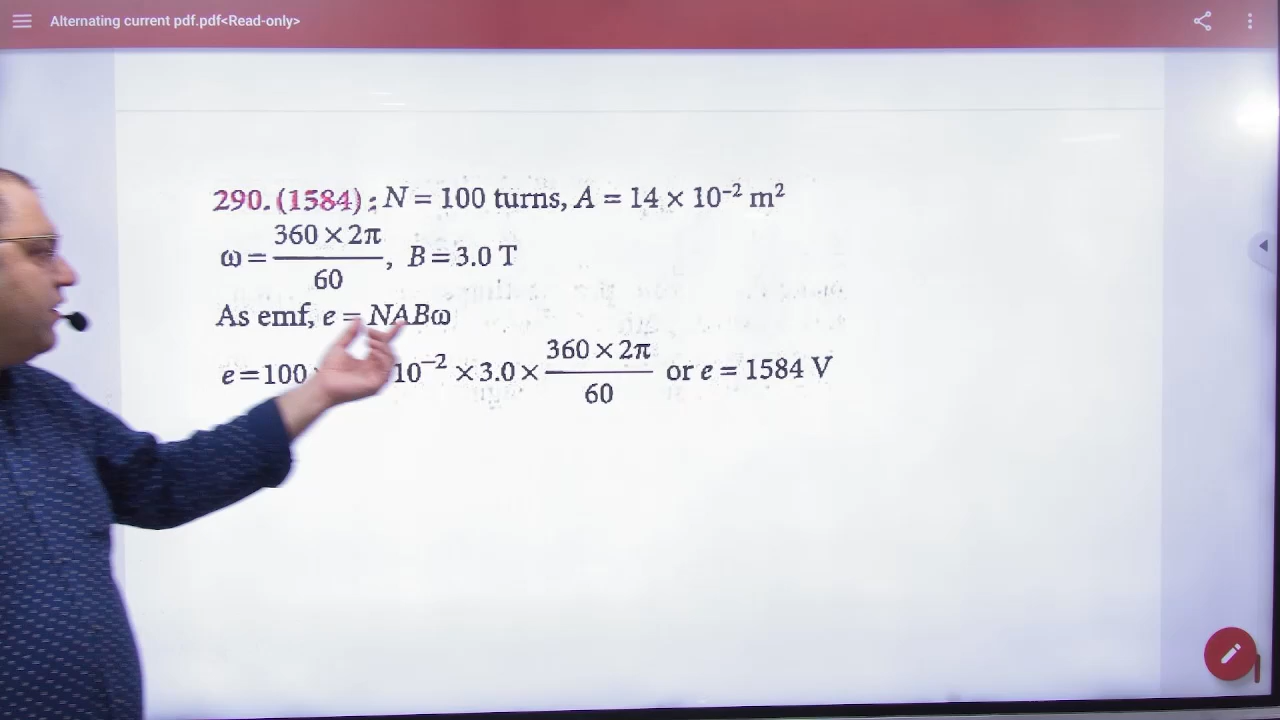 Alternating current pdf.pdf<Read-only>
290. (1584) : N = 100 turns, A = 14 × 10⁻² m²
ω = 360 × 2π / 60 , B = 3.0 T
As emf, e = NABω
e = 100 10⁻² × 3.0 × 360 × 2π / 60 or e = 1584 V